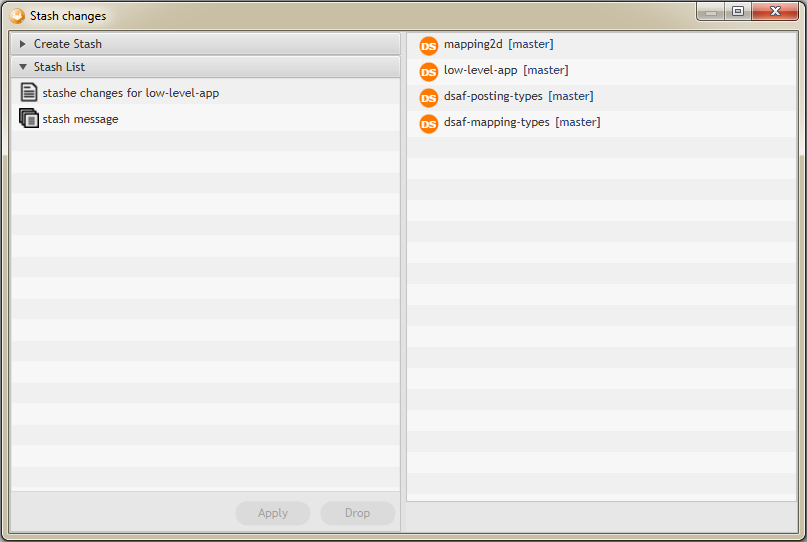 Stash changes
Create Stash
Stash List
stashe changes for low-level-app
stash message
Apply
Drop
DS mapping2d [master]
DS low-level-app [master]
DS dsaf-posting-types [master]
DS dsaf-mapping-types [master]